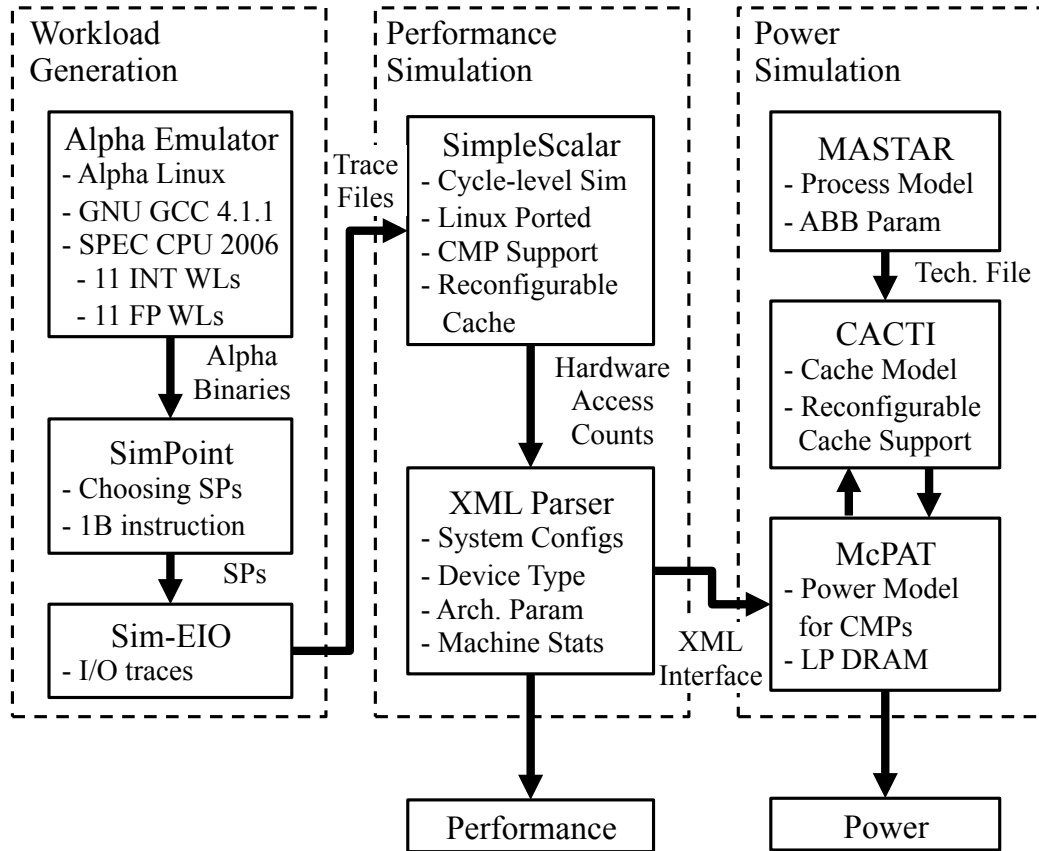 Workload
Generation
Alpha Emulator
- Alpha Linux
- GNU GCC 4.1.1
- SPEC CPU 2006
- 11 INT WLs
- 11 FP WLs
Alpha
Binaries
SimPoint
- Choosing SPs
- 1B instruction
SPs
Sim-EIO
- I/O traces
Trace
Files
Performance
Simulation
SimpleScalar
- Cycle-level Sim
- Linux Ported
- CMP Support
- Reconfigurable
Cache
Hardware
Access
Counts
XML Parser
- System Configs
- Device Type
- Arch. Param
- Machine Stats
XML
Interface
Performance
Power
Simulation
MASTAR
- Process Model
- ABB Param
Tech. File
CACTI
- Cache Model
- Reconfigurable
Cache Support
McPAT
- Power Model
for CMPs
- LP DRAM
Power